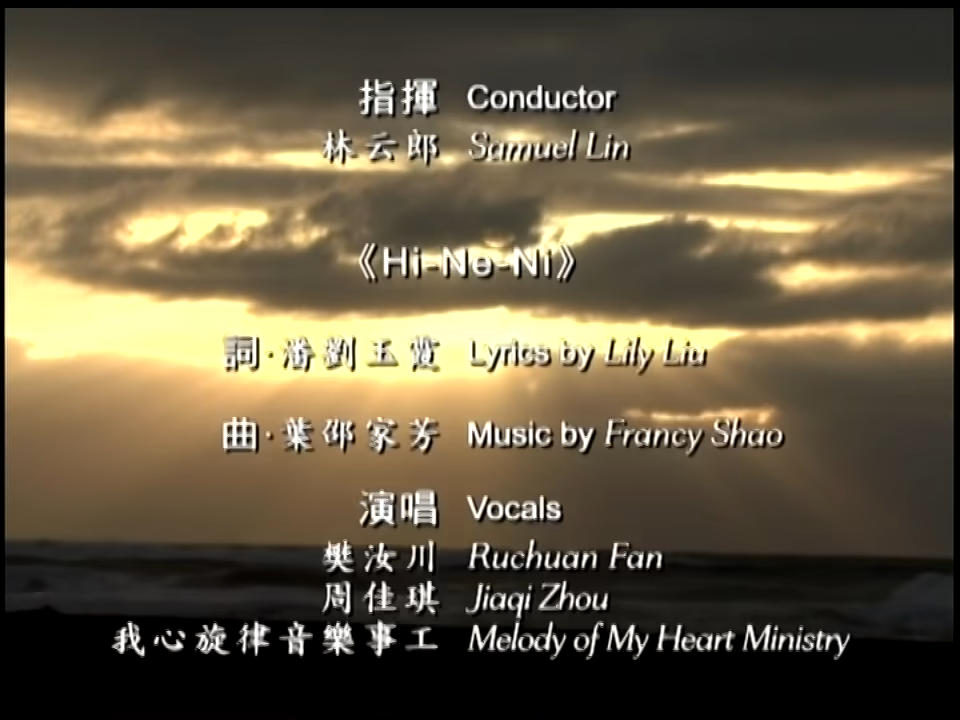 指揮 Conductor
林云郎 Samuel Lin
《Hi-Ne-Ni》
詞·潘劉玉霞 Lyrics by Lily Liu
曲·葉邵家芳 Music by Francy Shao
演唱 Vocals
樊汝川 Ruchuan Fan
周佳琪 Jiaqi Zhou
我心旋律音樂事工 Melody of My Heart Ministry